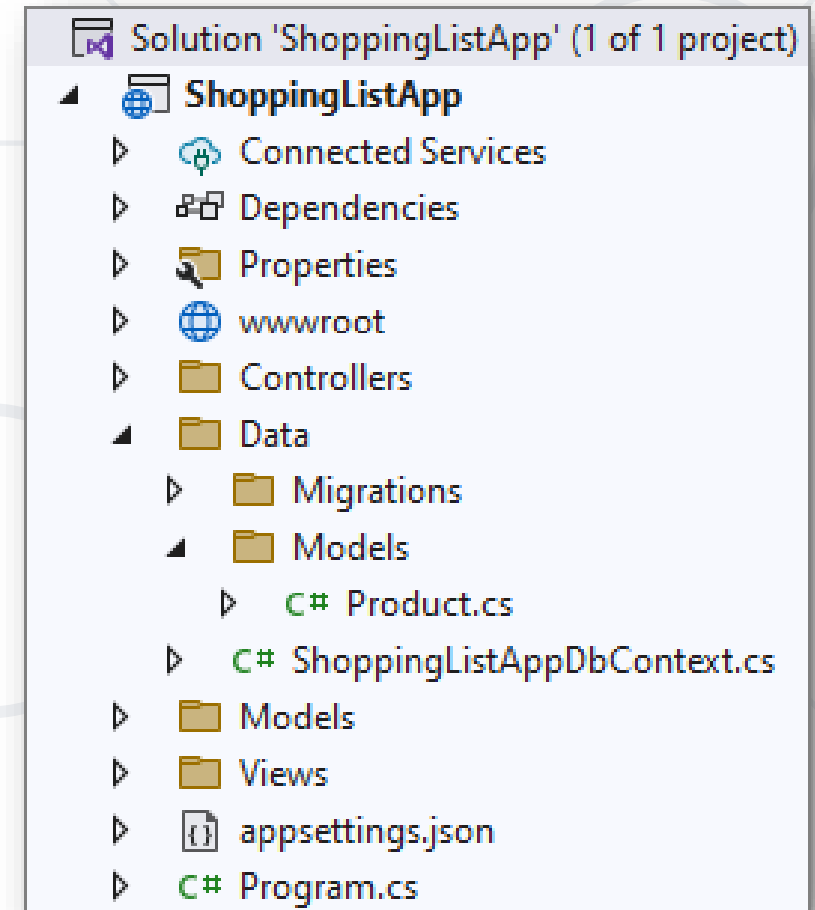 Solution 'ShoppingListApp' (1 of 1 project)
ShoppingListApp
Connected Services
Dependencies
Properties
wwwroot
Controllers
Data
Migrations
Models
C# Product.cs
C# ShoppingListAppDbContext.cs
Models
Views
appsettings.json
C# Program.cs